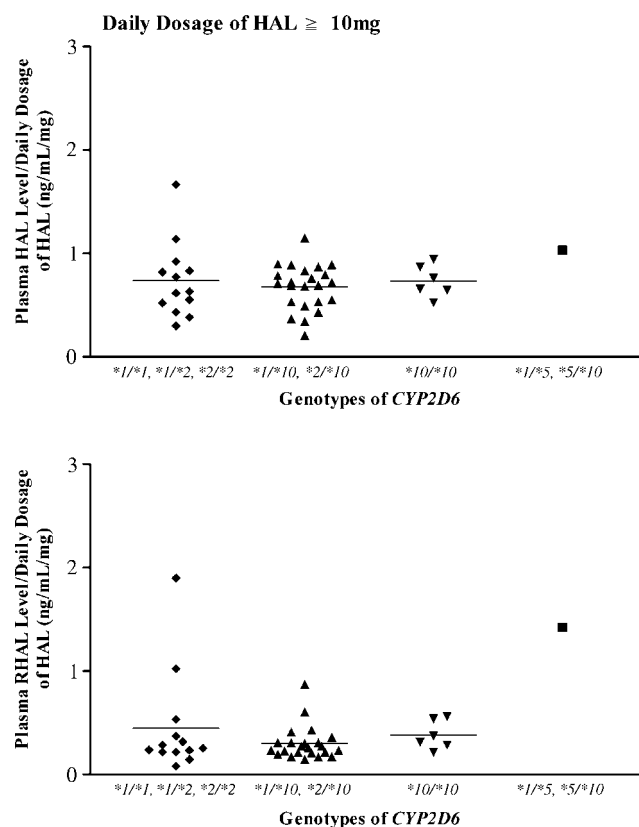 Daily Dosage of HAL ≧ 10mg
Plasma HAL Level/Daily Dosage
of HAL (ng/mL/mg)
3
2
1
0
*1/*1, *1/*2, *2/*2 *1/*10, *2/*10 *10/*10 *1/*5, *5/*10
Genotypes of CYP2D6
Plasma RHAL Level/Daily Dosage
of HAL (ng/mL/mg)
3
2
1
0
*1/*1, *1/*2, *2/*2 *1/*10, *2/*10 *10/*10 *1/*5, *5/*10
Genotypes of CYP2D6